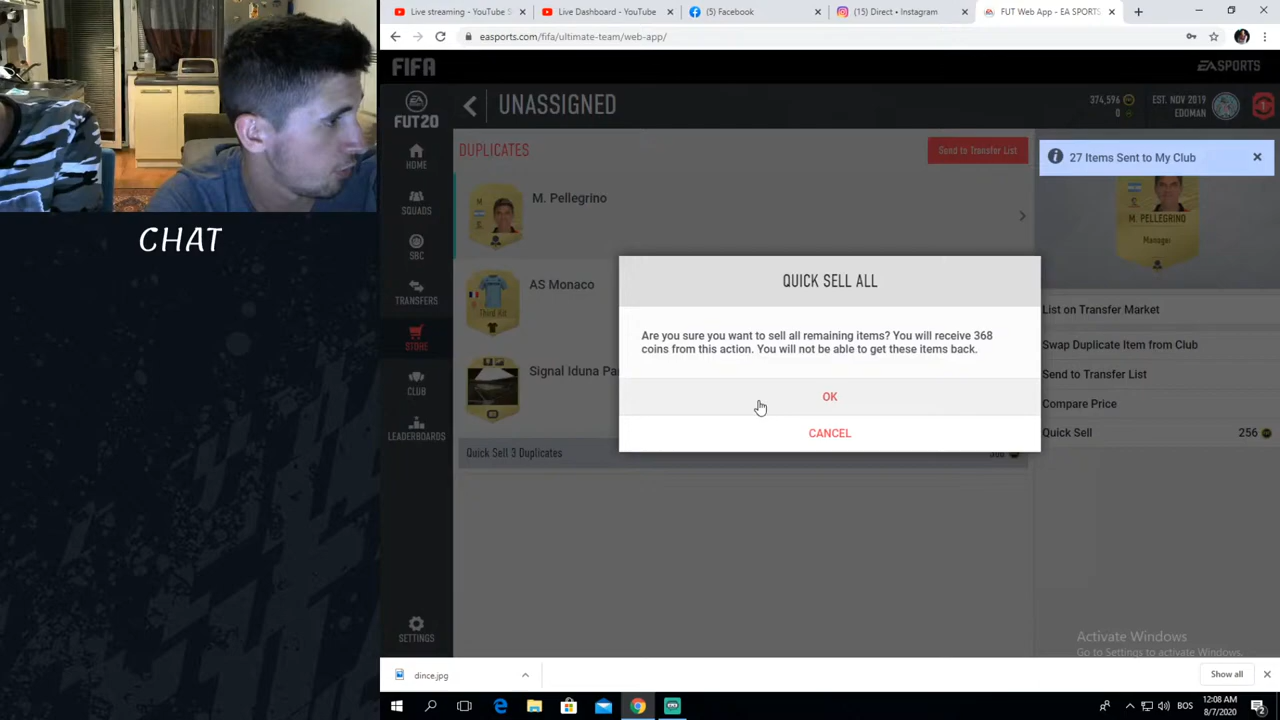 Live streaming - YouTube S
Live Dashboard - YouTube
(5) Facebook
(15) Direct • Instagram
FUT Web App - EA SPORTS
easports.com/fifa/ultimate-team/web-app/
FIFA
EA SPORTS
EA SPORTS
FUT20
UNASSIGNED
374,596
0
EST. NOV 2019
EDOMAN
1
HOME
SQUADS
SBC
TRANSFERS
STORE
CLUB
LEADERBOARDS
SETTINGS
DUPLICATES
Send to Transfer List
27 Items Sent to My Club
M. Pellegrino
AS Monaco
Third Kit
Signal Iduna Pa
Quick Sell 3 Duplicates
368
QUICK SELL ALL
Are you sure you want to sell all remaining items? You will receive 368
coins from this action. You will not be able to get these items back.
OK
CANCEL
M. PELLEGRINO
Manager
List on Transfer Market
Swap Duplicate Item from Club
Send to Transfer List
Compare Price
Quick Sell
256
CHAT
Activate Windows
Go to Settings to activate Windows.
dince.jpg
Show all
BOS
12:08 AM
8/7/2020
2